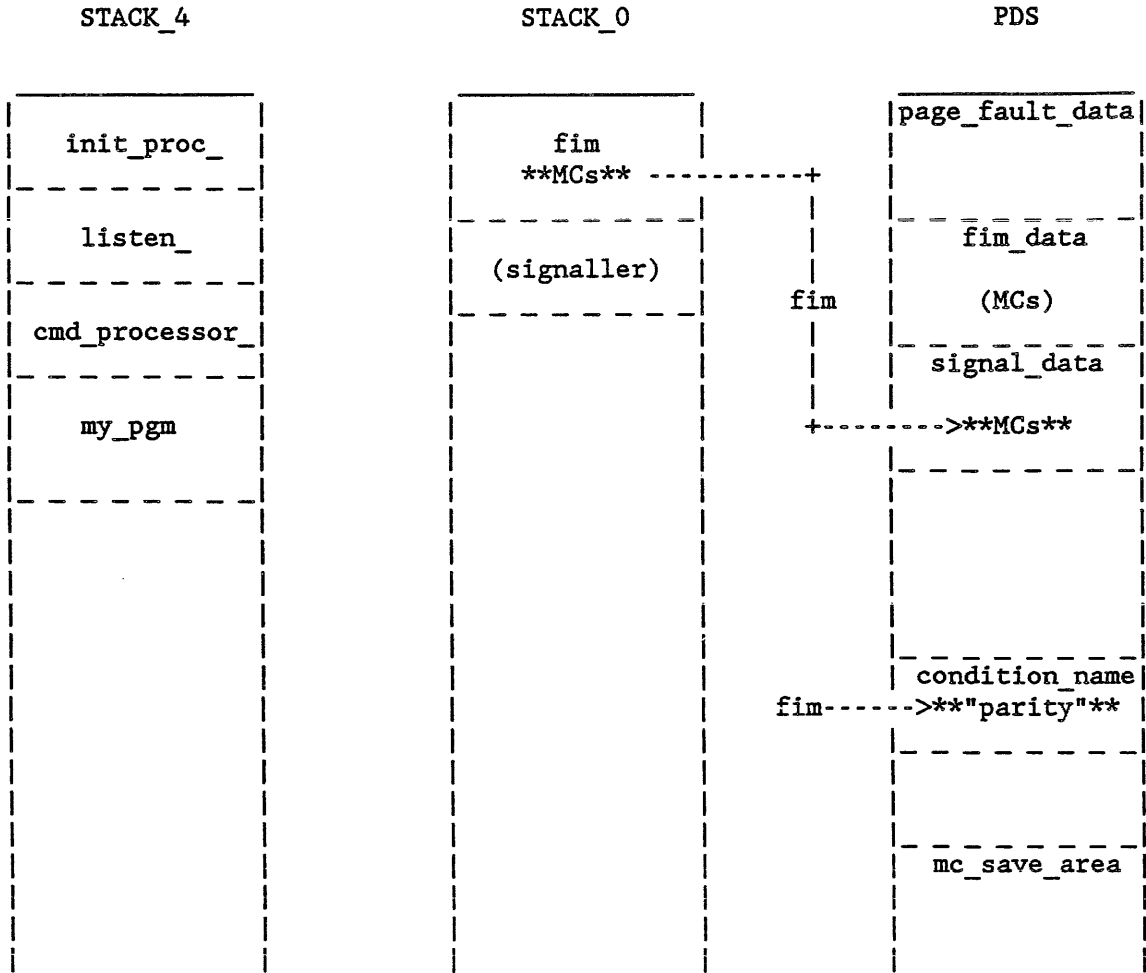 STACK_4 STACK_0 PDS
page_fault_data
init_proc_ fim
**MCs**
listen_ fim_data
(signaller)
fim (MCs)
cmd_processor_
signal_data
my_pgm >**MCs**
condition_name
fim------>**"parity"**
mc_save_area